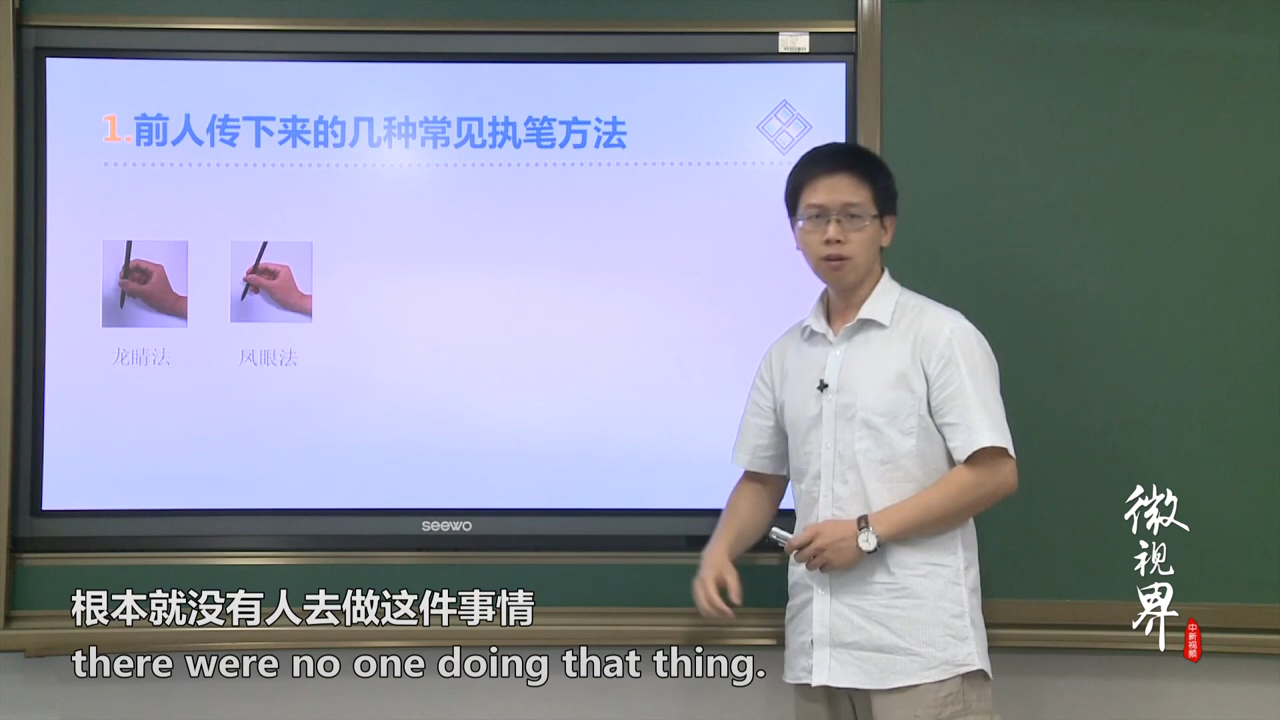 1.前人传下来的几种常见执笔方法
龙睛法
凤眼法
seewo
根本就没有人去做这件事情
there were no one doing that thing.
微视界
中新视频